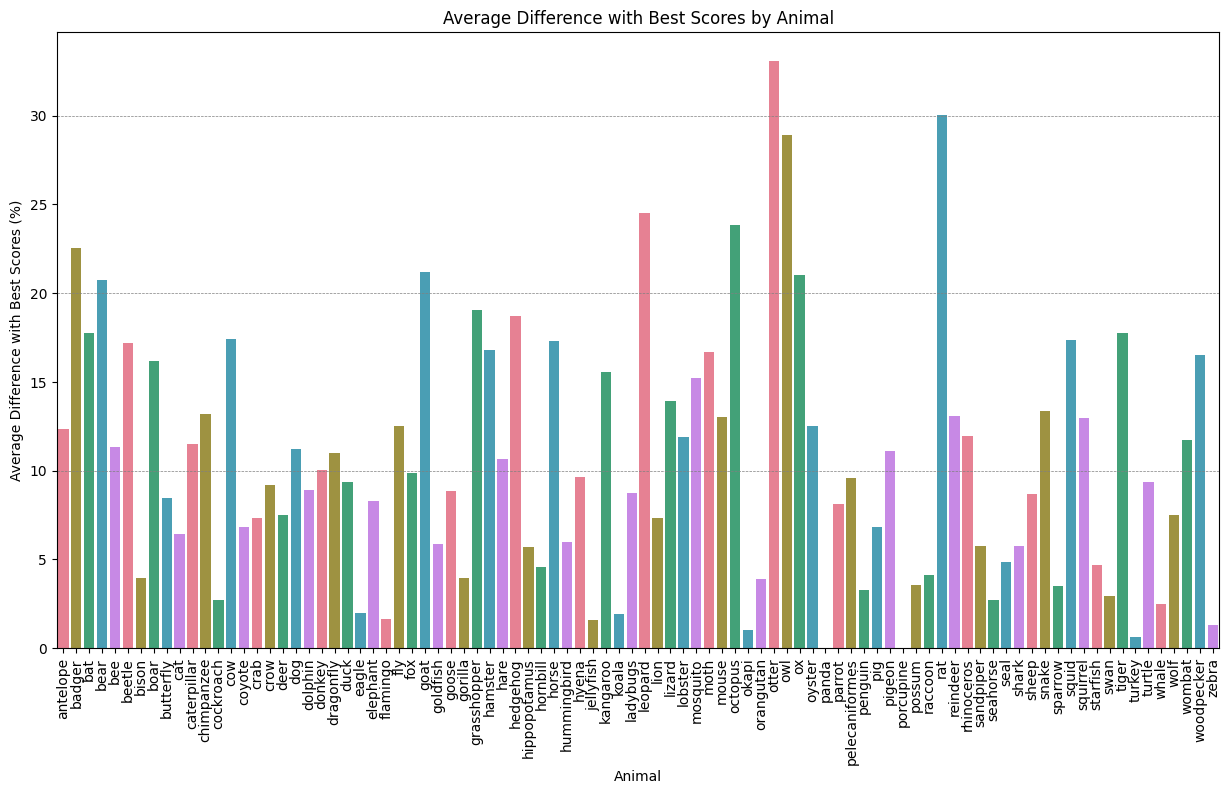 Average Difference with Best Scores by Animal
Average Difference with Best Scores (%)
30
25
20
15
10
5
0
antelope
badger
bat
bear
bee
beetle
bison
boar
butterfly
cat
caterpillar
chimpanzee
cockroach
cow
coyote
crab
crow
deer
dog
dolphin
donkey
dragonfly
duck
eagle
elephant
flamingo
fly
fox
goat
goldfish
goose
gorilla
grasshopper
hamster
hare
hedgehog
hippopotamus
hornbill
horse
hummingbird
hyena
jellyfish
kangaroo
koala
ladybugs
leopard
lion
lizard
lobster
mosquito
moth
mouse
octopus
okapi
orangutan
otter
owl
ox
oyster
panda
parrot
pelecaniformes
penguin
pig
pigeon
porcupine
possum
raccoon
rat
reindeer
rhinoceros
sandpiper
seahorse
seal
shark
sheep
snake
sparrow
squid
squirrel
starfish
swan
tiger
turkey
turtle
whale
wolf
wombat
woodpecker
zebra
Animal